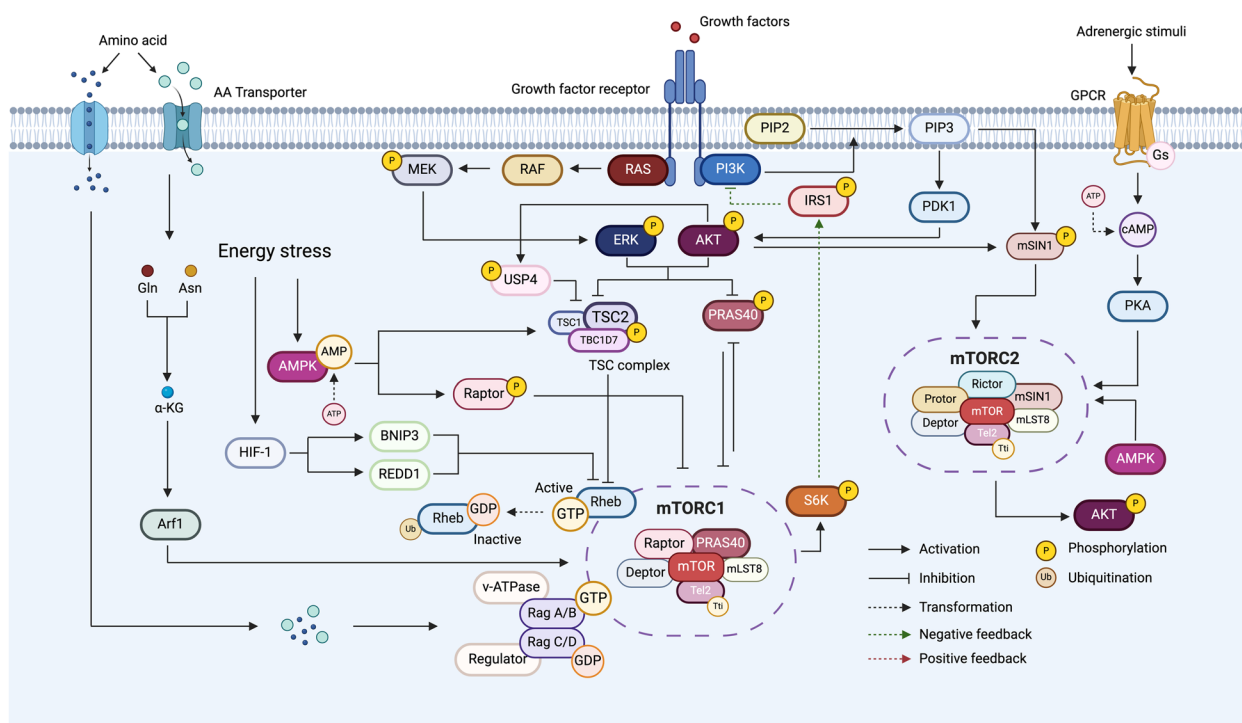 Growth factors
Amino acid
Adrenergic stimuli
AA Transporter
Growth factor receptor
GPCR
PIP2
PIP3
Gs
P
MEK
RAF
RAS
PI3K
IRS1
P
PDK1
ATP
cAMP
Energy stress
ERK
P
AKT
P
mSIN1
P
P
USP4
Gln
Asn
TSC1
TSC2
TBC1D7
P
TSC complex
PRAS40
P
PKA
AMPK
AMP
ATP
mTORC2
Rictor
Protor
mSIN1
mTOR
Deptor
mLST8
Tel2
Tti
α-KG
Raptor
P
HIF-1
BNIP3
REDD1
AMPK
Active
Rheb
GTP
GDP
Rheb
Ub
Inactive
mTORC1
S6K
P
AKT
P
Arf1
Raptor
PRAS40
mTOR
Deptor
mLST8
Tel2
Tti
v-ATPase
GTP
Rag A/B
Rag C/D
Regulator
GDP
Activation
P
Phosphorylation
Inhibition
Ub
Ubiquitination
Transformation
Negative feedback
Positive feedback